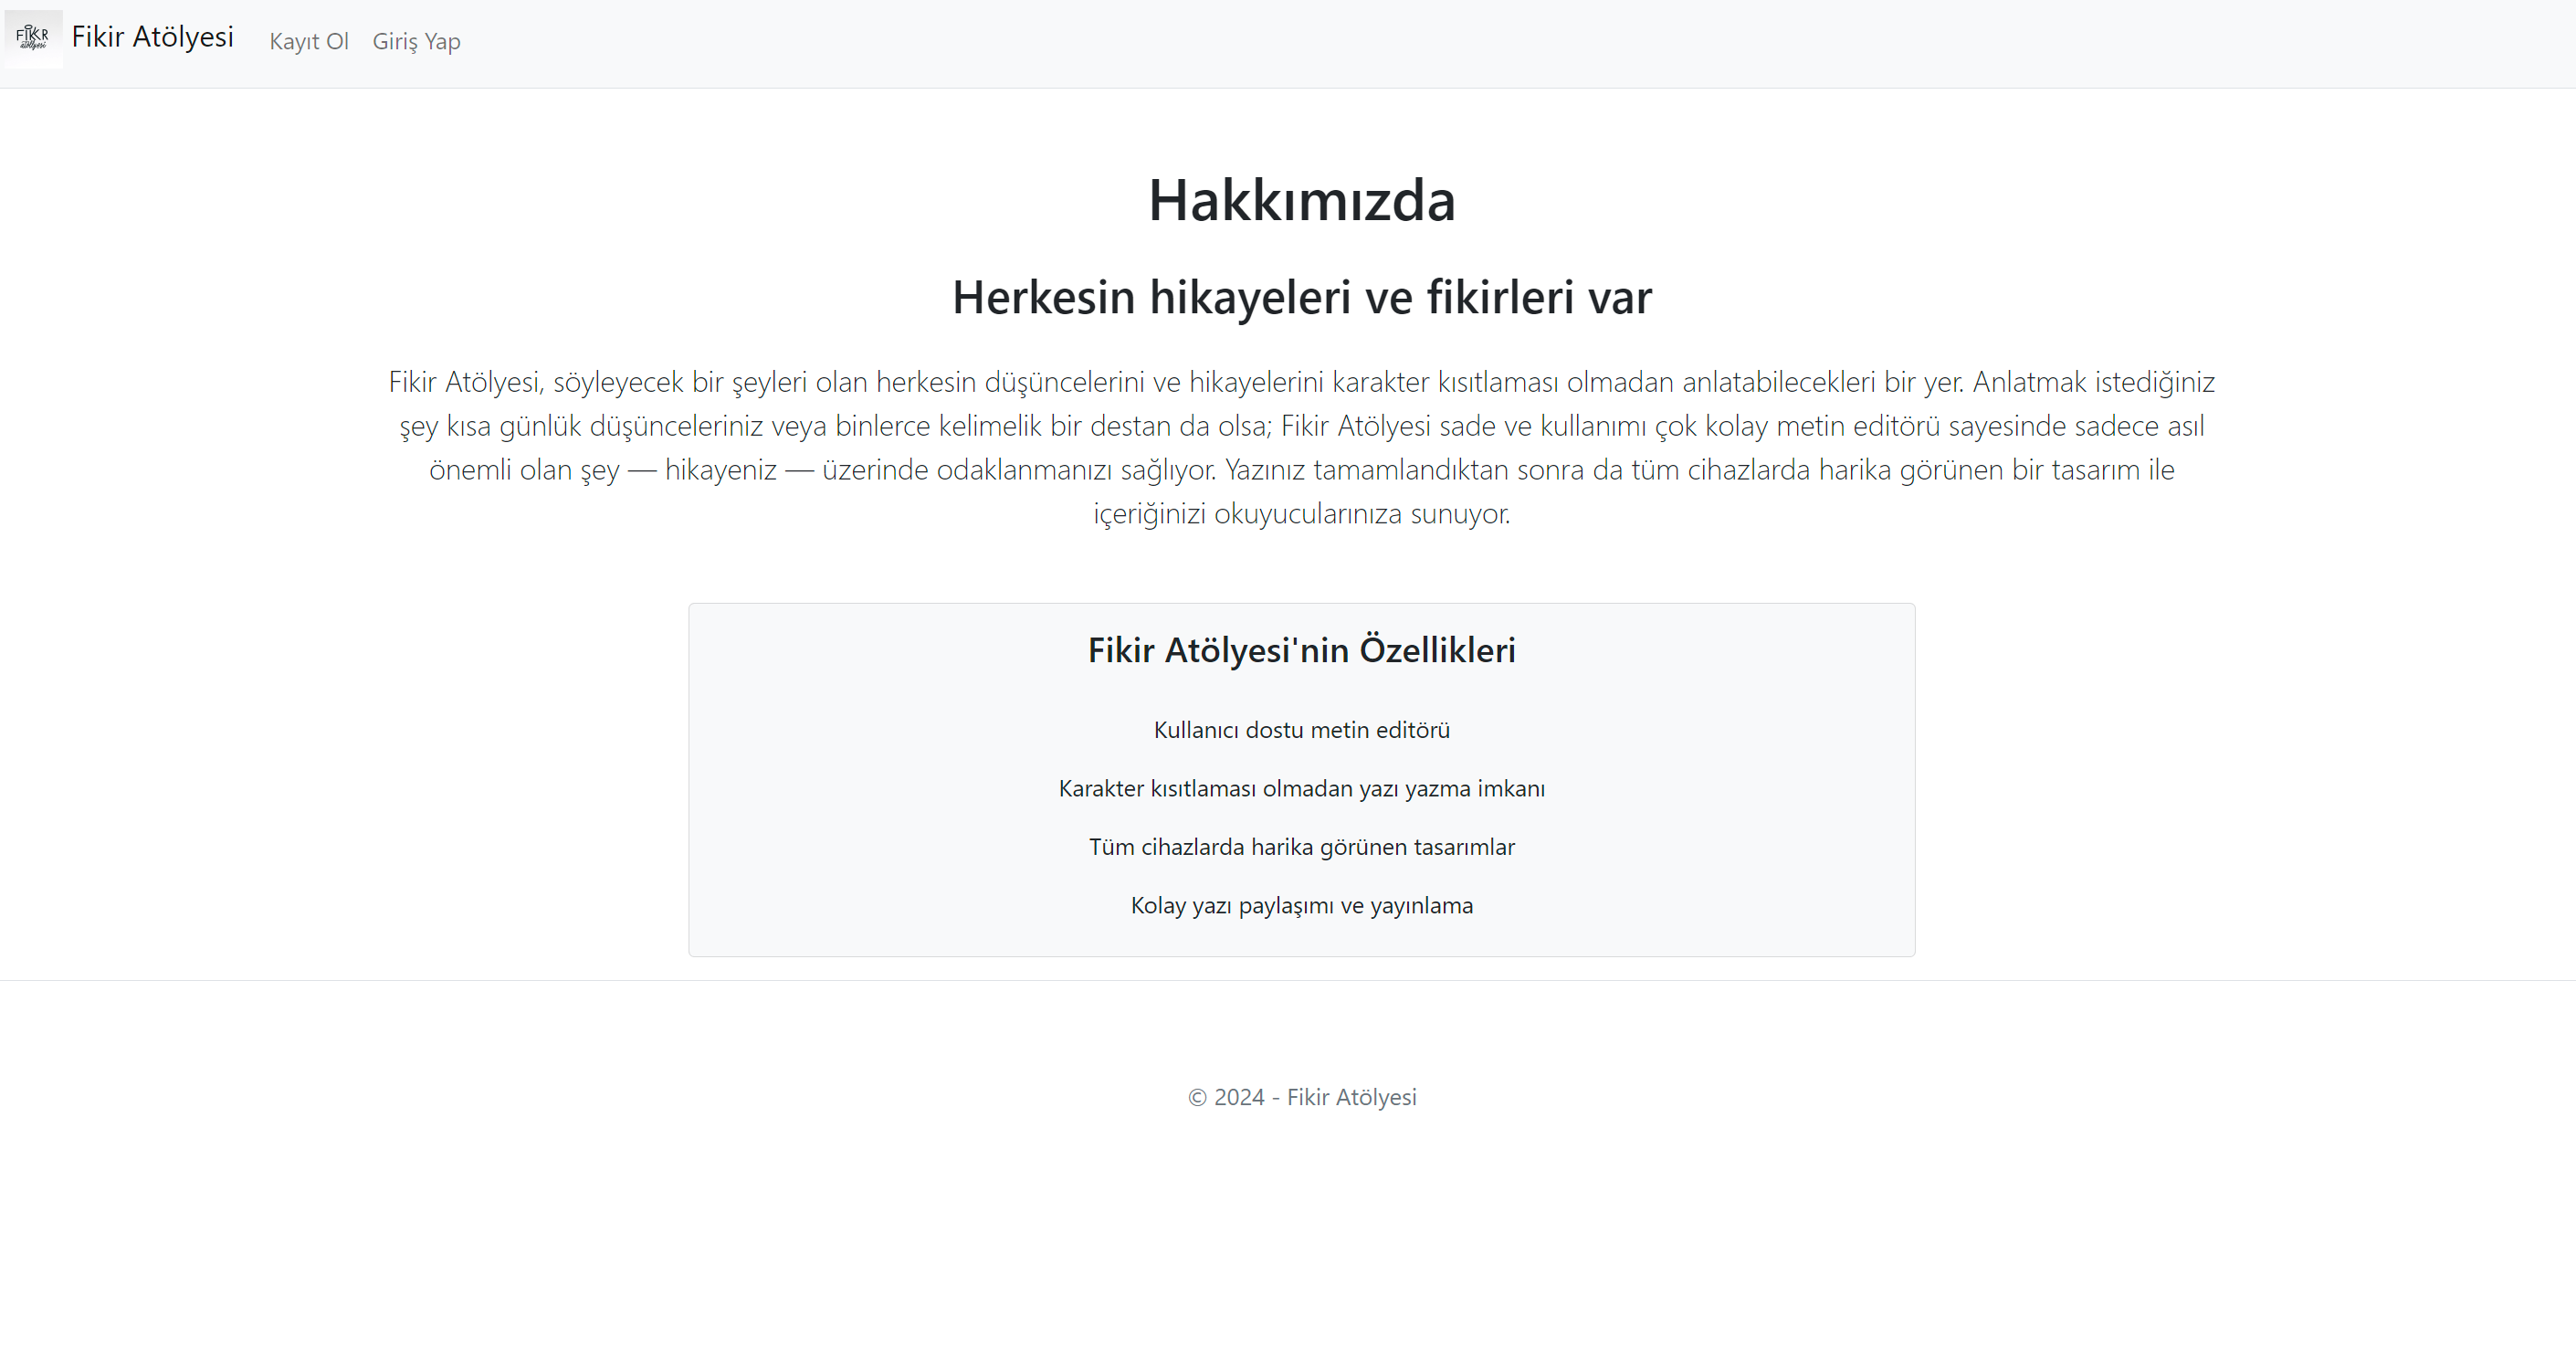 FIKIR
atölyesi
Fikir Atölyesi
Kayıt Ol
Giriş Yap
Hakkımızda
Herkesin hikayeleri ve fikirleri var
Fikir Atölyesi, söyleyecek bir şeyleri olan herkesin düşüncelerini ve hikayelerini karakter kısıtlaması olmadan anlatabilecekleri bir yer. Anlatmak istediğiniz
şey kısa günlük düşünceleriniz veya binlerce kelimelik bir destan da olsa; Fikir Atölyesi sade ve kullanımı çok kolay metin editörü sayesinde sadece asıl
önemli olan şey — hikayeniz — üzerinde odaklanmanızı sağlıyor. Yazınız tamamlandıktan sonra da tüm cihazlarda harika görünen bir tasarım ile
içeriğinizi okuyucularınıza sunuyor.
Fikir Atölyesi'nin Özellikleri
Kullanıcı dostu metin editörü
Karakter kısıtlaması olmadan yazı yazma imkanı
Tüm cihazlarda harika görünen tasarımlar
Kolay yazı paylaşımı ve yayınlama
© 2024 - Fikir Atölyesi